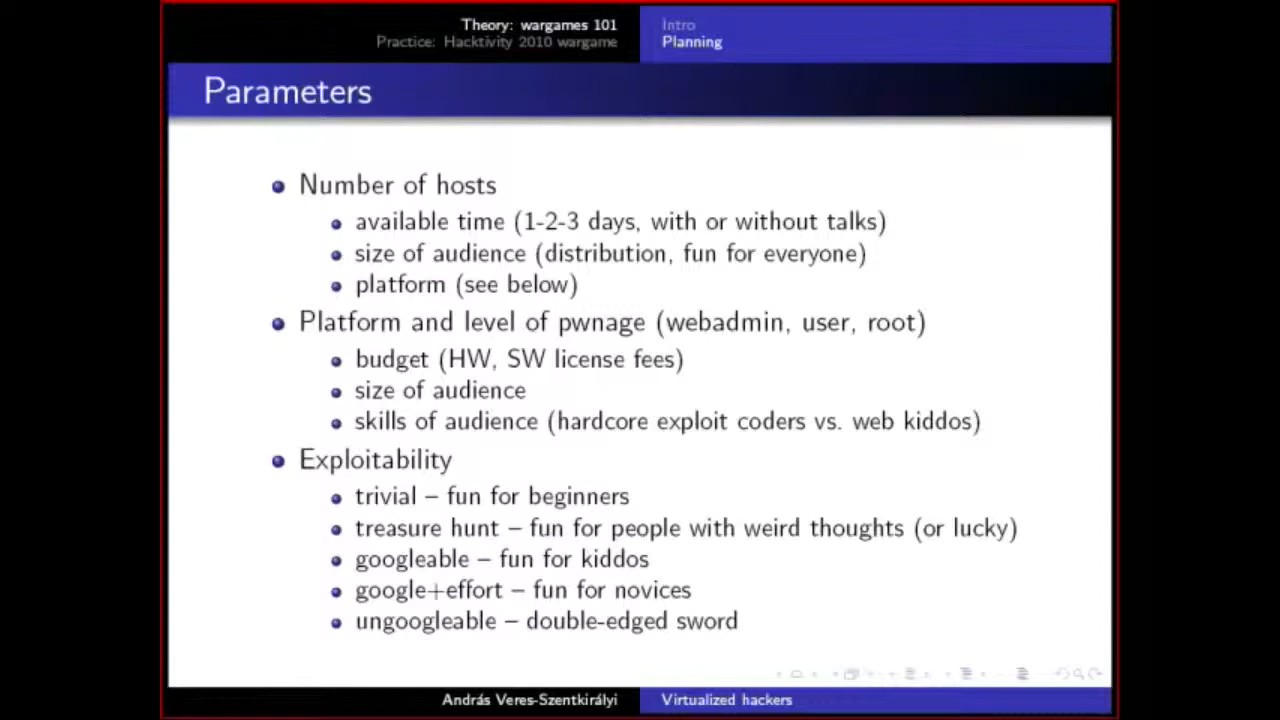 Theory: wargames 101
Practice: Hacktivity 2010 wargame
Intro
Planning
Parameters
Number of hosts
available time (1-2-3 days, with or without talks)
size of audience (distribution, fun for everyone)
platform (see below)
Platform and level of pwnage (webadmin, user, root)
budget (HW, SW license fees)
size of audience
skills of audience (hardcore exploit coders vs. web kiddos)
Exploitability
trivial – fun for beginners
treasure hunt – fun for people with weird thoughts (or lucky)
googleable – fun for kiddos
google+effort – fun for novices
ungoogleable – double-edged sword
András Veres-Szentkirályi
Virtualized hackers